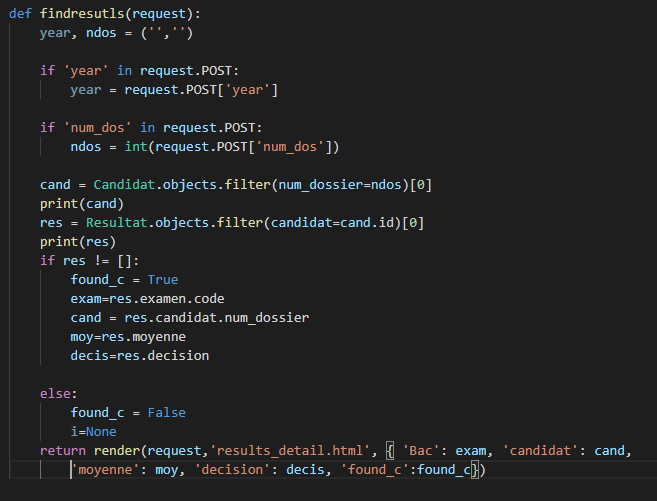 def findresutls(request):
    year, ndos = ('','')
    if 'year' in request.POST:
        year = request.POST['year']
    if 'num_dos' in request.POST:
        ndos = int(request.POST['num_dos'])
    cand = Candidat.objects.filter(num_dossier=ndos)[0]
    print(cand)
    res = Resultat.objects.filter(candidat=cand.id)[0]
    print(res)
    if res != []:
        found_c = True
        exam=res.examen.code
        cand = res.candidat.num_dossier
        moy=res.moyenne
        decis=res.decision
    else:
        found_c = False
        i=None
    return render(request,'results_detail.html', { 'Bac': exam, 'candidat': cand,
        'moyenne': moy, 'decision': decis, 'found_c':found_c})